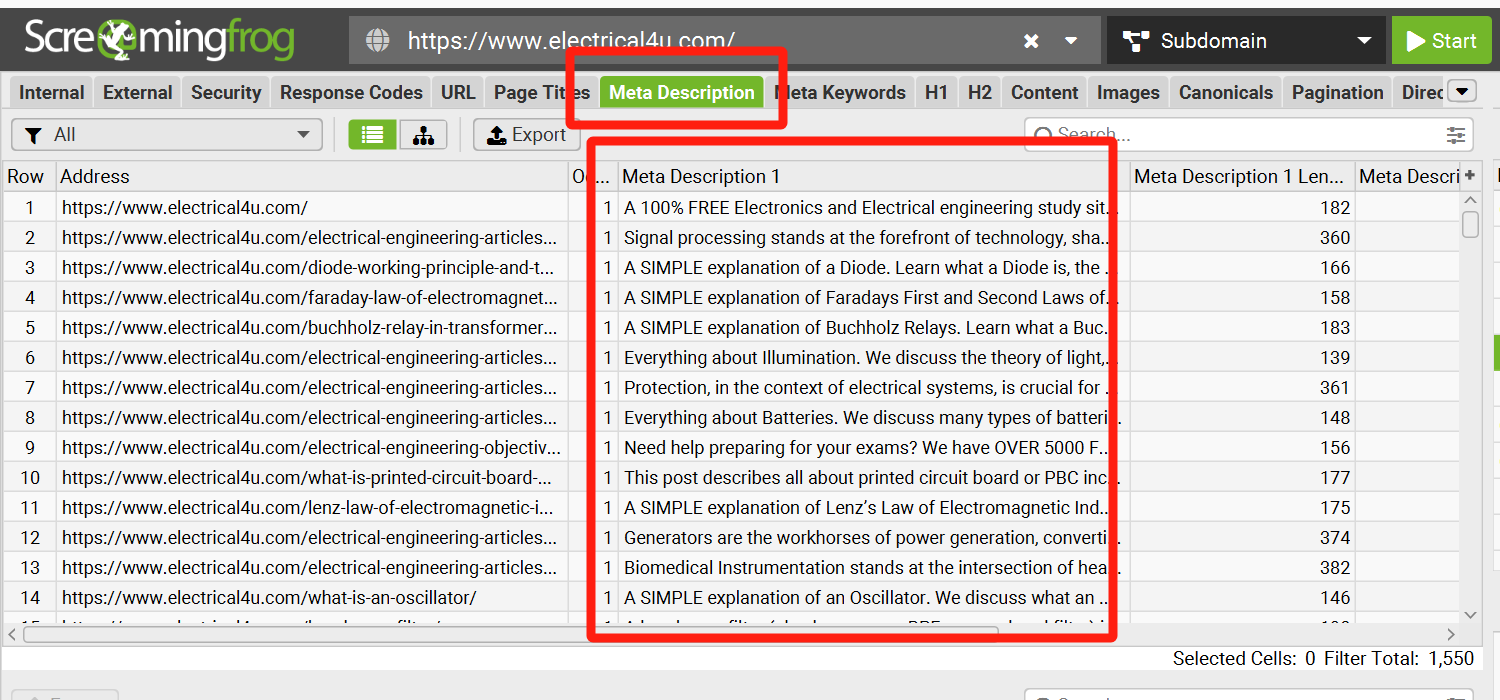 Screamingfrog https://www.electrical4u.com/ Subdomain Start
Internal External Security Response Codes URL Page Titles Meta Description Meta Keywords H1 H2 Content Images Canonicals Pagination Direc
All Export Search...
Row Address Oc... Meta Description 1 Meta Description 1 Len... Meta Descri
1 https://www.electrical4u.com/ 1 A 100% FREE Electronics and Electrical engineering study sit... 182
2 https://www.electrical4u.com/electrical-engineering-articles... 1 Signal processing stands at the forefront of technology, sha... 360
3 https://www.electrical4u.com/diode-working-principle-and-t... 1 A SIMPLE explanation of a Diode. Learn what a Diode is, the ... 166
4 https://www.electrical4u.com/faraday-law-of-electromagnet... 1 A SIMPLE explanation of Faradays First and Second Laws of... 158
5 https://www.electrical4u.com/buchholz-relay-in-transformer... 1 A SIMPLE explanation of Buchholz Relays. Learn what a Buc... 183
6 https://www.electrical4u.com/electrical-engineering-articles... 1 Everything about Illumination. We discuss the theory of light,... 139
7 https://www.electrical4u.com/electrical-engineering-articles... 1 Protection, in the context of electrical systems, is crucial for ... 361
8 https://www.electrical4u.com/electrical-engineering-articles... 1 Everything about Batteries. We discuss many types of batteri... 148
9 https://www.electrical4u.com/electrical-engineering-objectiv... 1 Need help preparing for your exams? We have OVER 5000 F... 156
10 https://www.electrical4u.com/what-is-printed-circuit-board-... 1 This post describes all about printed circuit board or PBC inc... 177
11 https://www.electrical4u.com/lenz-law-of-electromagnetic-i... 1 A SIMPLE explanation of Lenz’s Law of Electromagnetic Ind... 175
12 https://www.electrical4u.com/electrical-engineering-articles... 1 Generators are the workhorses of power generation, converti... 374
13 https://www.electrical4u.com/electrical-engineering-articles... 1 Biomedical Instrumentation stands at the intersection of hea... 382
14 https://www.electrical4u.com/what-is-an-oscillator/ 1 A SIMPLE explanation of an Oscillator. We discuss what an ... 146
Selected Cells: 0 Filter Total: 1,550